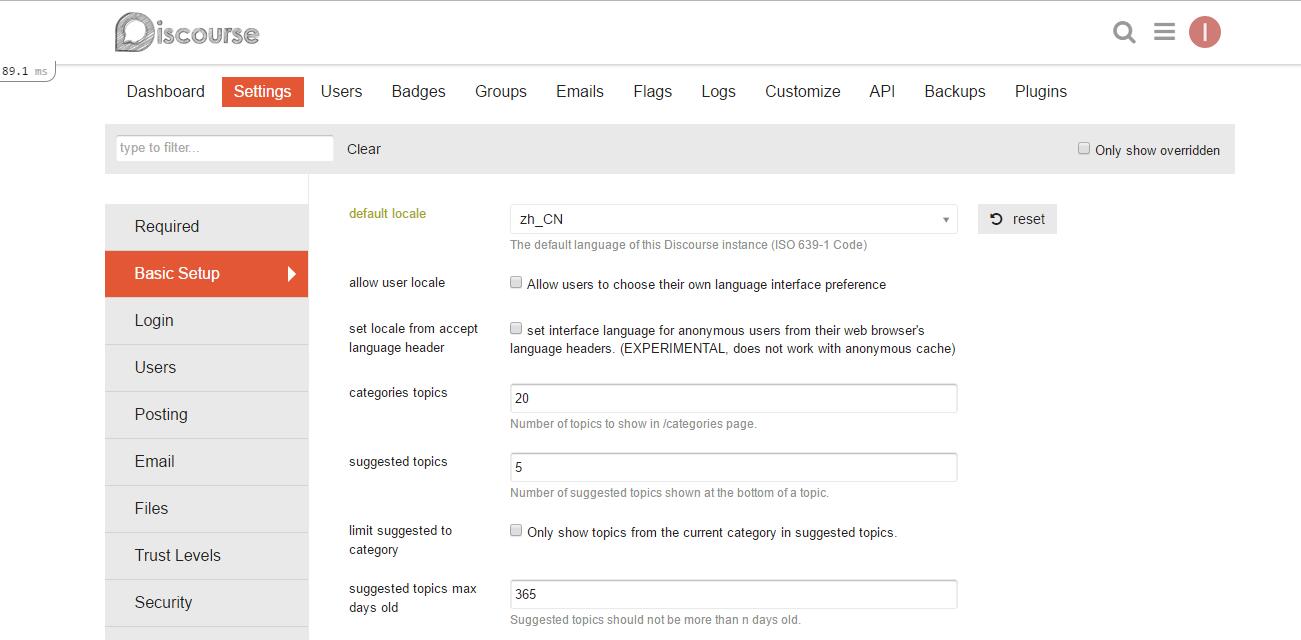 Discourse
I
89.1 ms
Dashboard Settings Users Badges Groups Emails Flags Logs Customize API Backups Plugins
type to filter... Clear Only show overridden
Required
Basic Setup
Login
Users
Posting
Email
Files
Trust Levels
Security
default locale zh_CN reset
The default language of this Discourse instance (ISO 639-1 Code)
allow user locale Allow users to choose their own language interface preference
set locale from accept set interface language for anonymous users from their web browser's
language header language headers. (EXPERIMENTAL, does not work with anonymous cache)
categories topics 20
Number of topics to show in /categories page.
suggested topics 5
Number of suggested topics shown at the bottom of a topic.
limit suggested to Only show topics from the current category in suggested topics.
category
suggested topics max 365
days old
Suggested topics should not be more than n days old.